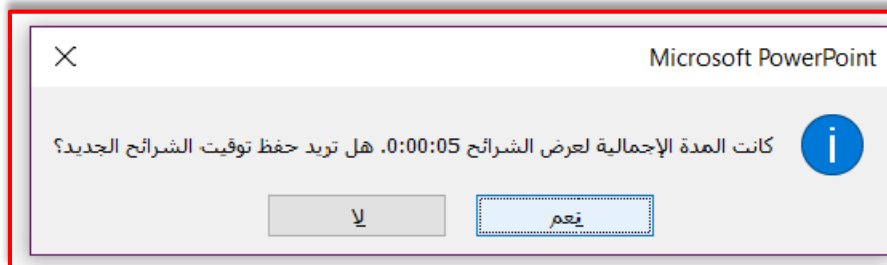 Microsoft PowerPoint
كانت المدة الإجمالية لعرض الشرائح 0:00:05. هل تريد حفظ توقيت الشرائح الجديد؟
نعم
لا